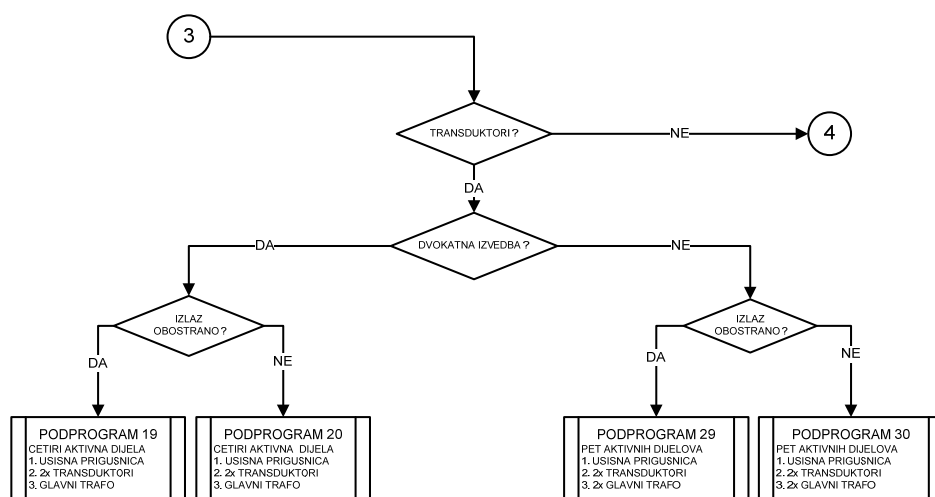 3
TRANSDUKTORI?
NE
4
DA
DVOKATNA IZVEDBA?
DA
NE
IZLAZ
OBOSTRANO?
DA
NE
IZLAZ
OBOSTRANO?
DA
NE
PODPROGRAM 19
CETIRI AKTIVNA DIJELA
1. USISNA PRIGUSNICA
2. 2x TRANSDUKTORI
3. GLAVNI TRAFO
PODPROGRAM 20
CETIRI AKTIVNA DIJELA
1. USISNA PRIGUSNICA
2. 2x TRANSDUKTORI
3. GLAVNI TRAFO
PODPROGRAM 29
PET AKTIVNIH DIJELOVA
1. USISNA PRIGUSNICA
2. 2x TRANSDUKTORI
3. 2x GLAVNI TRAFO
PODPROGRAM 30
PET AKTIVNIH DIJELOVA
1. USISNA PRIGUSNICA
2. 2x TRANSDUKTORI
3. 2x GLAVNI TRAFO